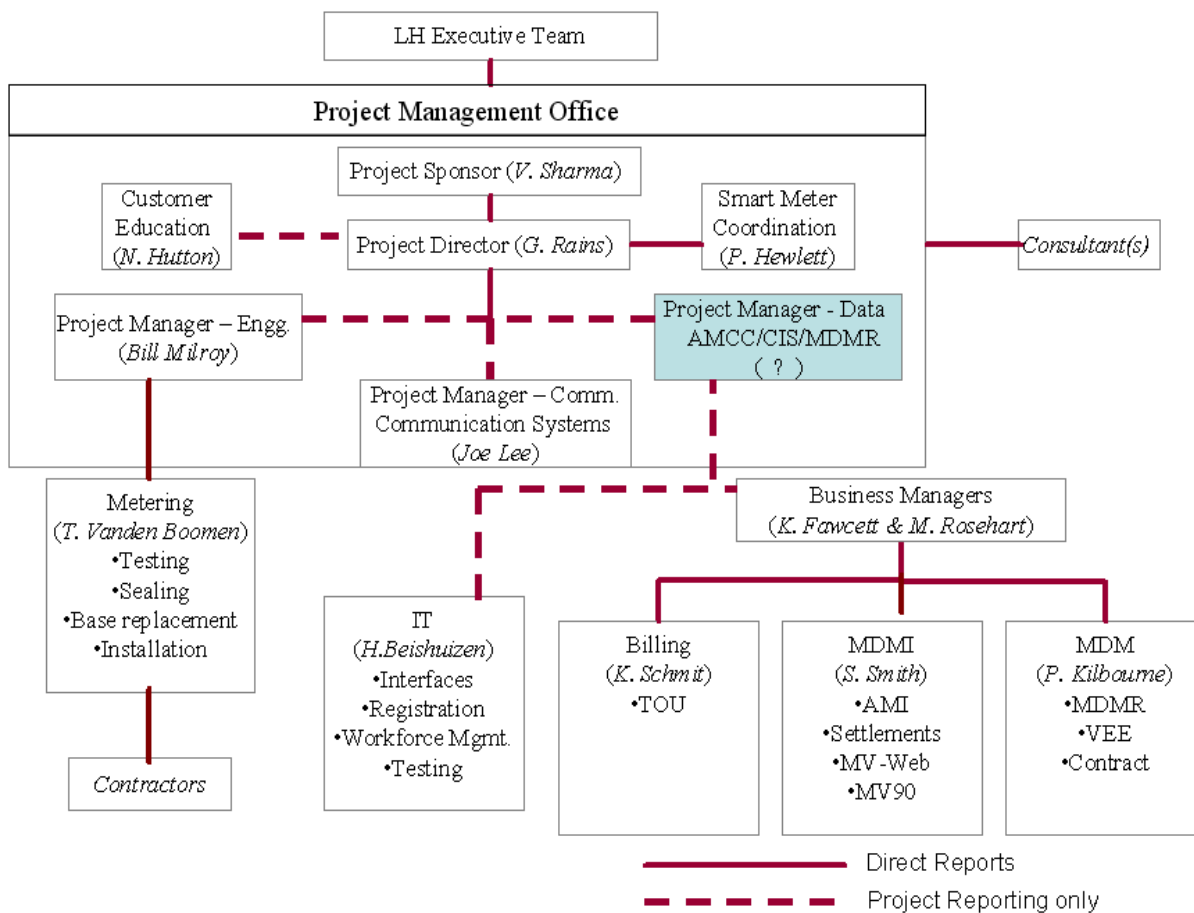 LH Executive Team
Project Management Office
Project Sponsor (V. Sharma)
Customer
Education
(N. Hutton)
Project Director (G. Rains)
Smart Meter
Coordination
(P. Hewlett)
Consultant(s)
Project Manager – Engg.
(Bill Milroy)
Project Manager - Data
AMCC/CIS/MDMR
( ? )
Project Manager – Comm.
Communication Systems
(Joe Lee)
Metering
(T. Vanden Boomen)
•Testing
•Sealing
•Base replacement
•Installation
Business Managers
(K. Fawcett & M. Rosehart)
IT
(H.Beishuizen)
•Interfaces
•Registration
•Workforce Mgmt.
•Testing
Billing
(K. Schmit)
•TOU
MDMI
(S. Smith)
•AMI
•Settlements
•MV-Web
•MV90
MDM
(P. Kilbourne)
•MDMR
•VEE
•Contract
Contractors
Direct Reports
Project Reporting only